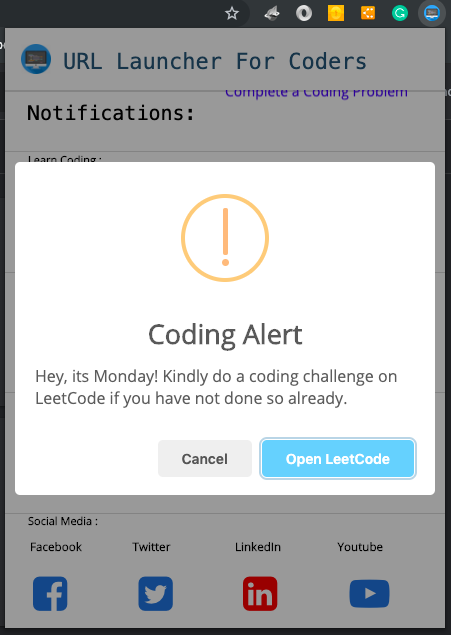 URL Launcher For Coders
Complete a Coding Problem
Notifications:
Learn Coding :
Coding Alert
Hey, its Monday! Kindly do a coding challenge on
LeetCode if you have not done so already.
Cancel Open LeetCode
Social Media :
Facebook Twitter LinkedIn Youtube